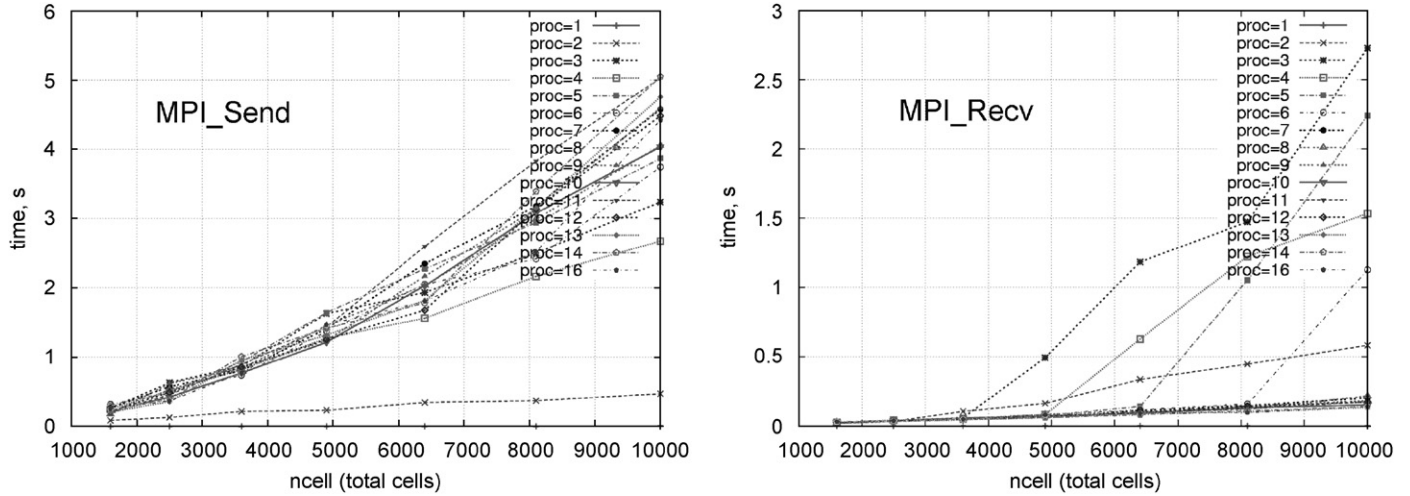 6
5
4
3
2
1
0
time, s
MPI_Send
proc=1
proc=2
proc=3
proc=4
proc=5
proc=6
proc=7
proc=8
proc=9
proc=10
proc=11
proc=12
proc=13
proc=14
proc=16
1000 2000 3000 4000 5000 6000 7000 8000 9000 10000
ncell (total cells)
3
2.5
2
1.5
1
0.5
0
time, s
MPI_Recv
proc=1
proc=2
proc=3
proc=4
proc=5
proc=6
proc=7
proc=8
proc=9
proc=10
proc=11
proc=12
proc=13
proc=14
proc=16
1000 2000 3000 4000 5000 6000 7000 8000 9000 10000
ncell (total cells)